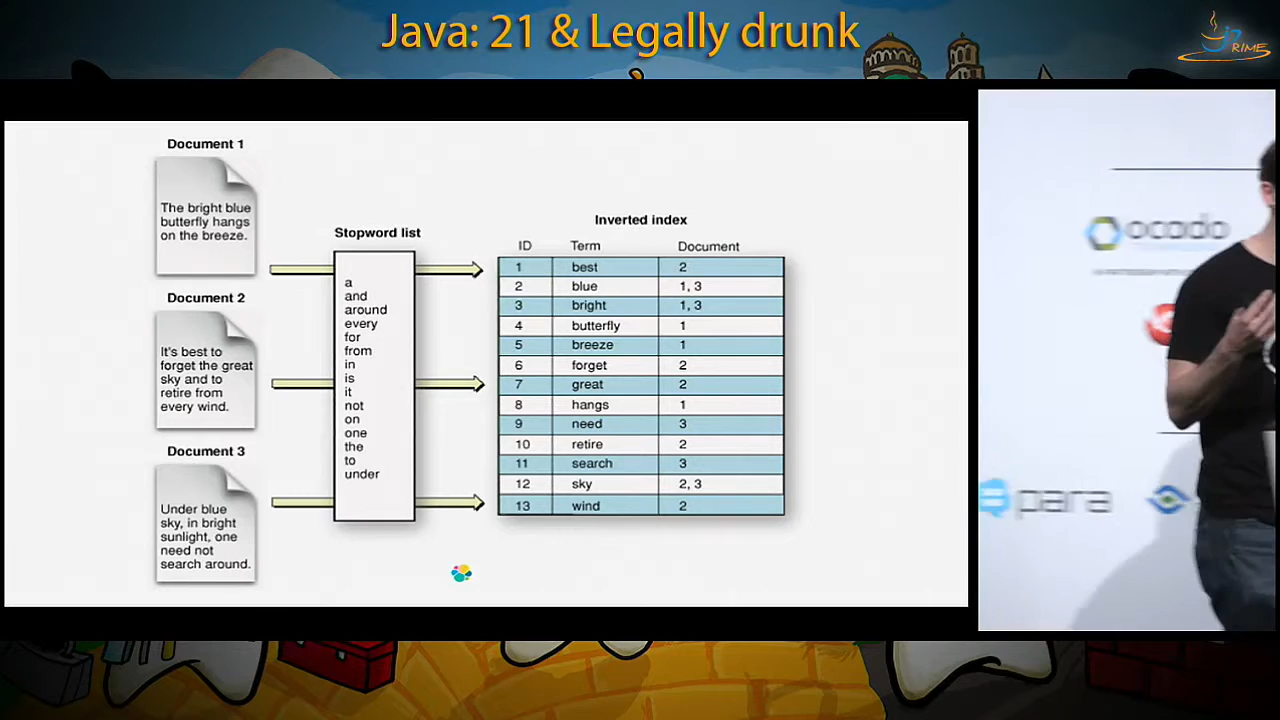 Java: 21 & Legally drunk
RIME
Document 1
The bright blue
butterfly hangs
on the breeze.
Document 2
It's best to
forget the great
sky and to
retire from
every wind.
Document 3
Under blue
sky, in bright
sunlight, one
need not
search around.
Stopword list
a
and
around
every
for
from
in
is
it
not
on
one
the
to
under
Inverted index
ID Term Document
1 best 2
2 blue 1, 3
3 bright 1, 3
4 butterfly 1
5 breeze 1
6 forget 2
7 great 2
8 hangs 1
9 need 3
10 retire 2
11 search 3
12 sky 2, 3
13 wind 2
ocado
para